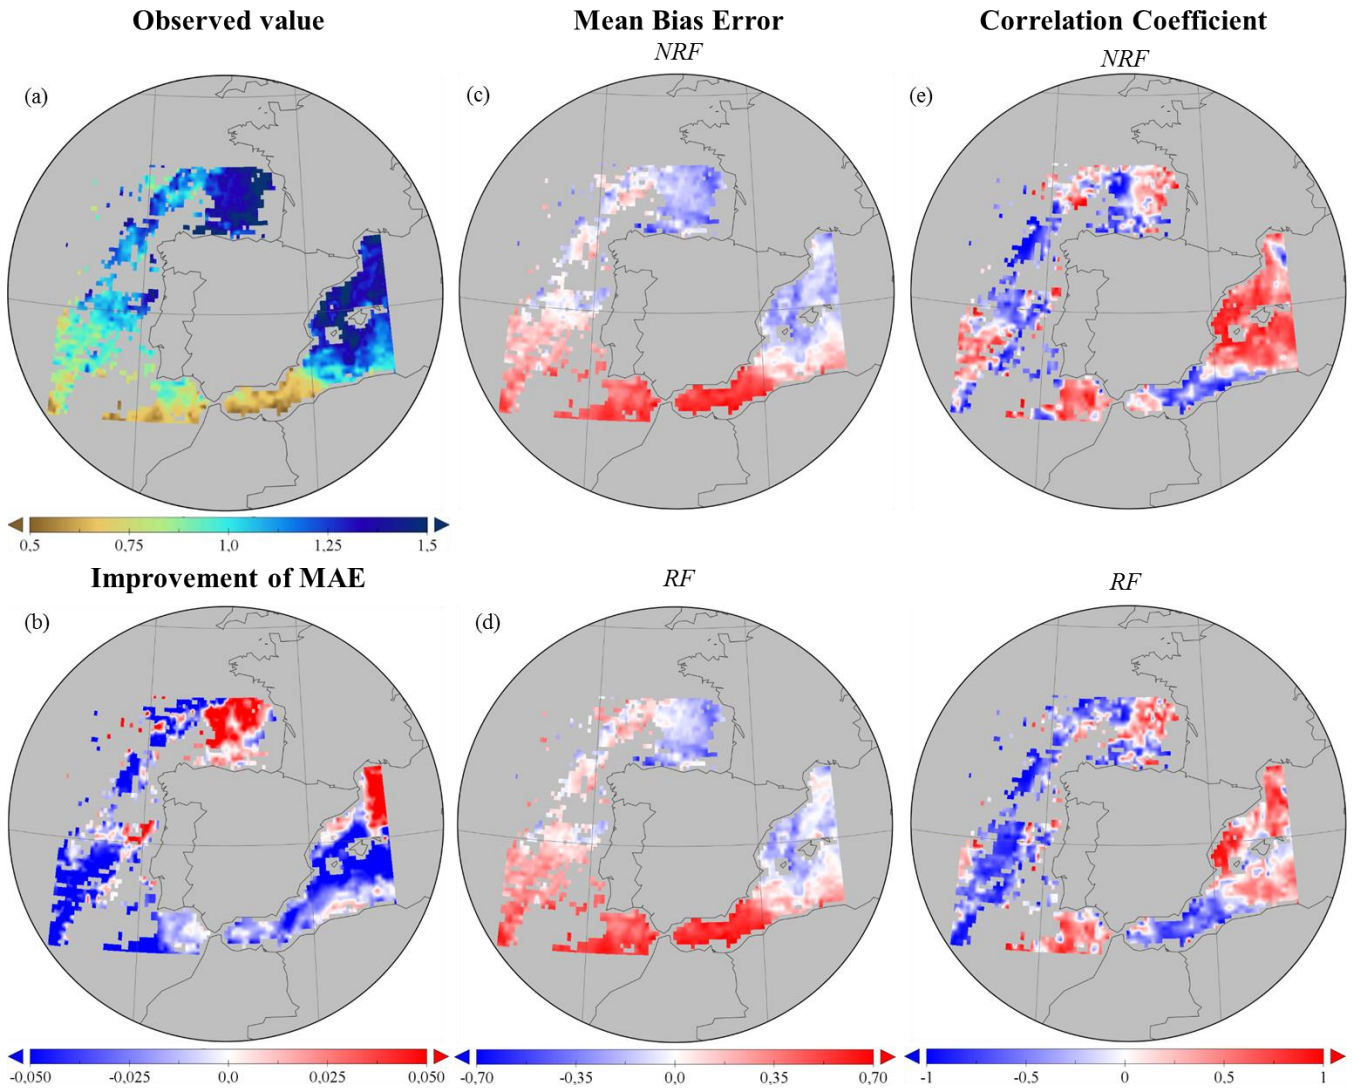 Observed value
Mean Bias Error
Correlation Coefficient
NRF
NRF
(a)
(c)
(e)
0,5 0,75 1,0 1,25 1,5
Improvement of MAE
RF
RF
(b)
(d)
-0,050 -0,025 0,0 0,025 0,050
-0,70 -0,35 0,0 0,35 0,70
-1 -0,5 0 0,5 1